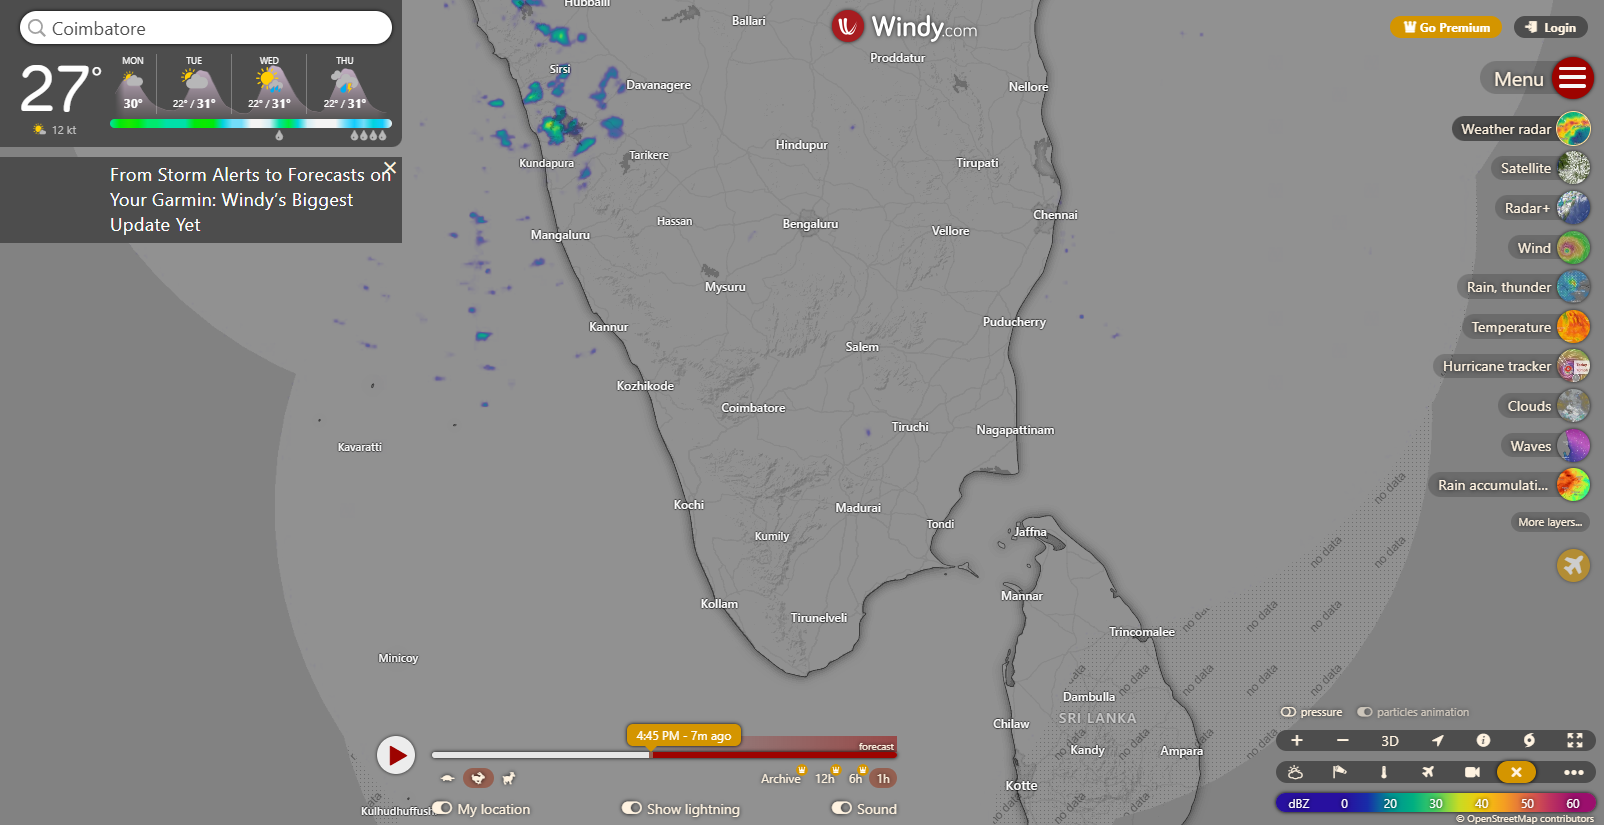 Coimbatore
27°
12 kt
MON
30°
TUE
22° / 31°
WED
22° / 31°
THU
22° / 31°
From Storm Alerts to Forecasts on
Your Garmin: Windy's Biggest
Update Yet
Windy.com
Go Premium
Login
Menu
Weather radar
Satellite
Radar+
Wind
Rain, thunder
Temperature
Hurricane tracker
Clouds
Waves
Rain accumulati...
More layers...
Hubballi
Ballari
Proddatur
Sirsi
Davanagere
Nellore
Hindupur
Tarikere
Kundapura
Tirupati
Chennai
Hassan
Bengaluru
Vellore
Mangaluru
Mysuru
Puducherry
Kannur
Salem
Kozhikode
Coimbatore
Tiruchi
Nagapattinam
Kavaratti
Kochi
Madurai
Tondi
Kumily
Jaffna
Mannar
Kollam
Tirunelveli
Trincomalee
Minicoy
Dambulla
SRI LANKA
Chilaw
Kandy
Ampara
Kotte
Kulhudhuffush
no data
no data
no data
no data
no data
no data
no data
no data
no data
no data
no data
no data
4:45 PM - 7m ago
forecast
Archive
12h
6h
1h
My location
Show lightning
Sound
pressure
particles animation
+
−
3D
dBZ 0 20 30 40 50 60
© OpenStreetMap contributors